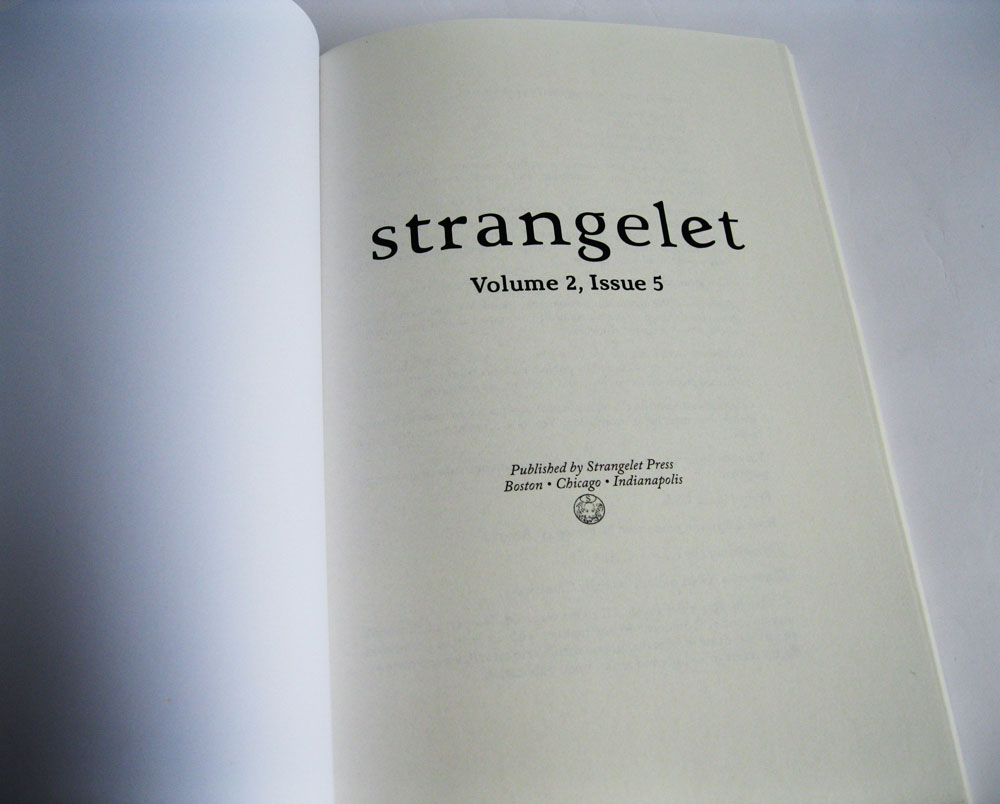 strangelet
Volume 2, Issue 5
Published by Strangelet Press
Boston • Chicago • Indianapolis
S